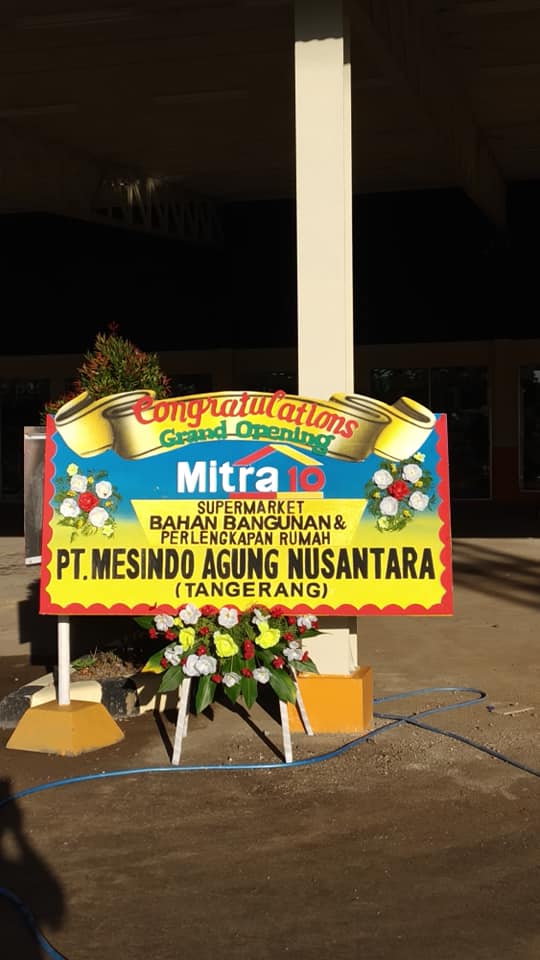 Congratulations
Grand Opening
Mitra 10
SUPERMARKET
BAHAN BANGUNAN &
PERLENGKAPAN RUMAH
PT. MESINDO AGUNG NUSANTARA
(TANGERANG)